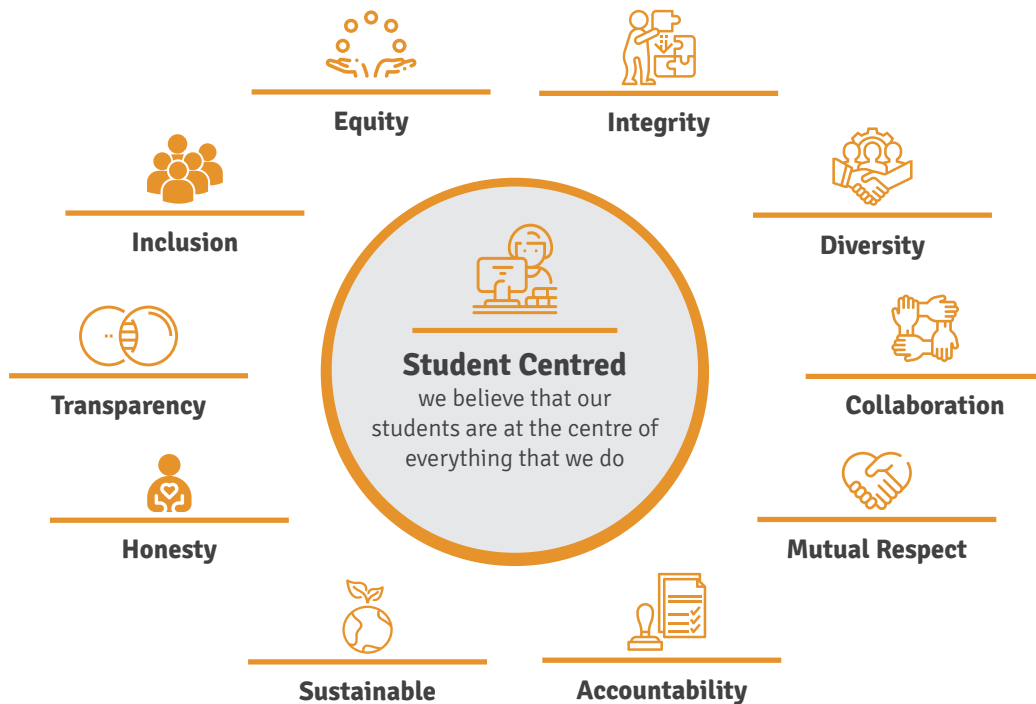 Equity
Integrity
Inclusion
Diversity
Student Centred
we believe that our
students are at the centre of
everything that we do
Transparency
Collaboration
Honesty
Mutual Respect
Sustainable
Accountability